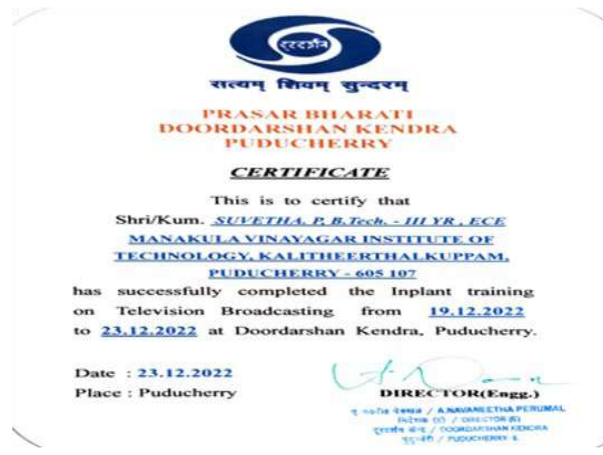 दूरदर्शन
सत्यम् शिवम् सुन्दरम्
PRASAR BHARATI
DOORDARSHAN KENDRA
PUDUCHERRY
CERTIFICATE
This is to certify that
Shri/Kum. SUVETHA. P, B.Tech. - III YR , ECE
MANAKULA VINAYAGAR INSTITUTE OF
TECHNOLOGY, KALITHEERTHALKUPPAM,
PUDUCHERRY - 605 107
has successfully completed the Inplant training
on Television Broadcasting from 19.12.2022
to 23.12.2022 at Doordarshan Kendra, Puducherry.
Date : 23.12.2022
Place : Puducherry
DIRECTOR(Engg.)
/ A.NAVANEETHA PERUMAL
/ DIRECTOR (E)
दूरदर्शन केन्द्र / DOORDARSHAN KENDRA
/ PUDUCHERRY